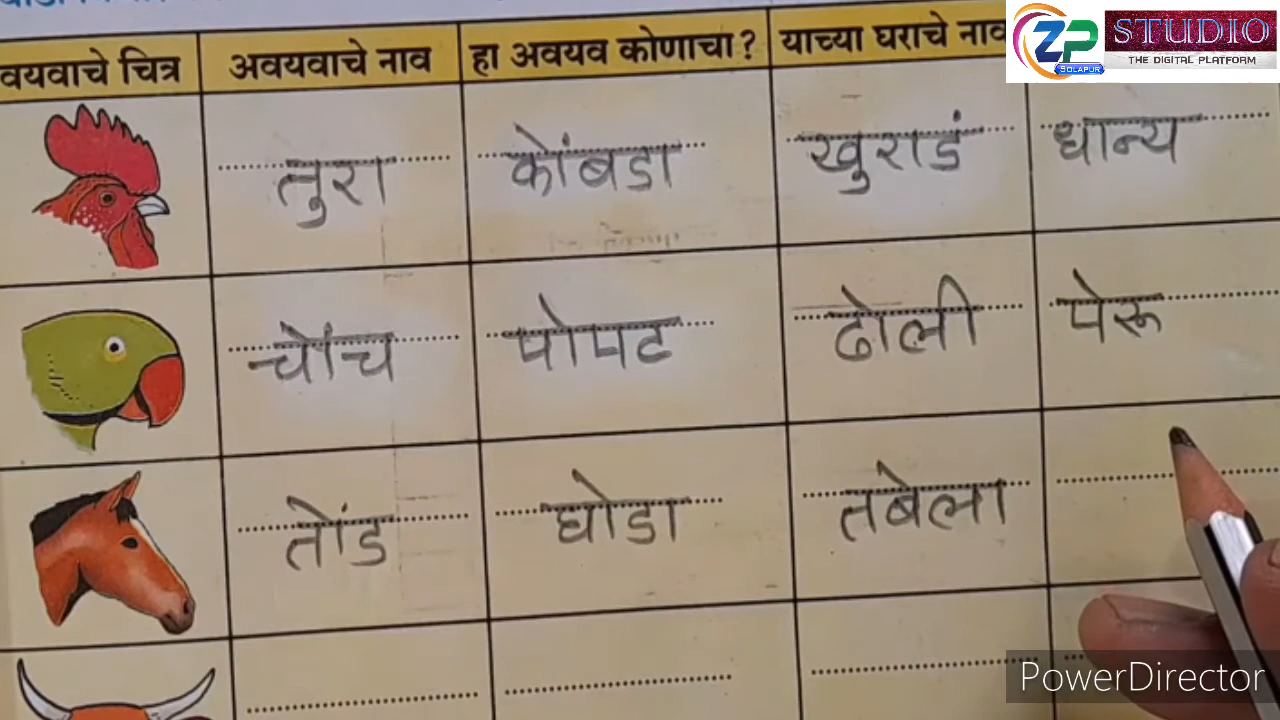 वयवाचे चित्र अवयवाचे नाव हा अवयव कोणाचा? याच्या घराचे नाव
ZP SOLAPUR STUDIO
THE DIGITAL PLATFORM
तुरा कोंबडा खुराडं धान्य
चोंच पोपट ढोली पेरू
तोंड घोडा तबेला
PowerDirector